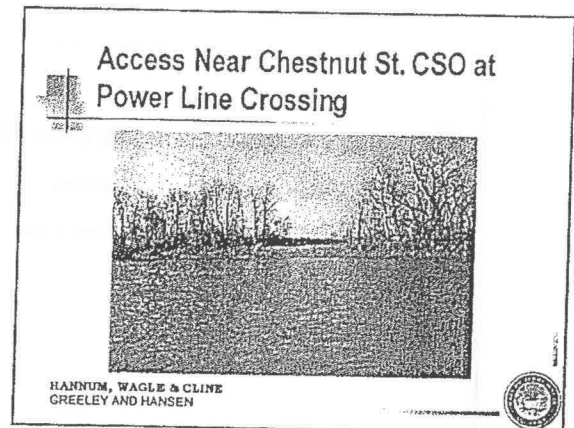 Access Near Chestnut St. CSO at
Power Line Crossing
HANNUM, WAGLE & CLINE
GREELEY AND HANSEN